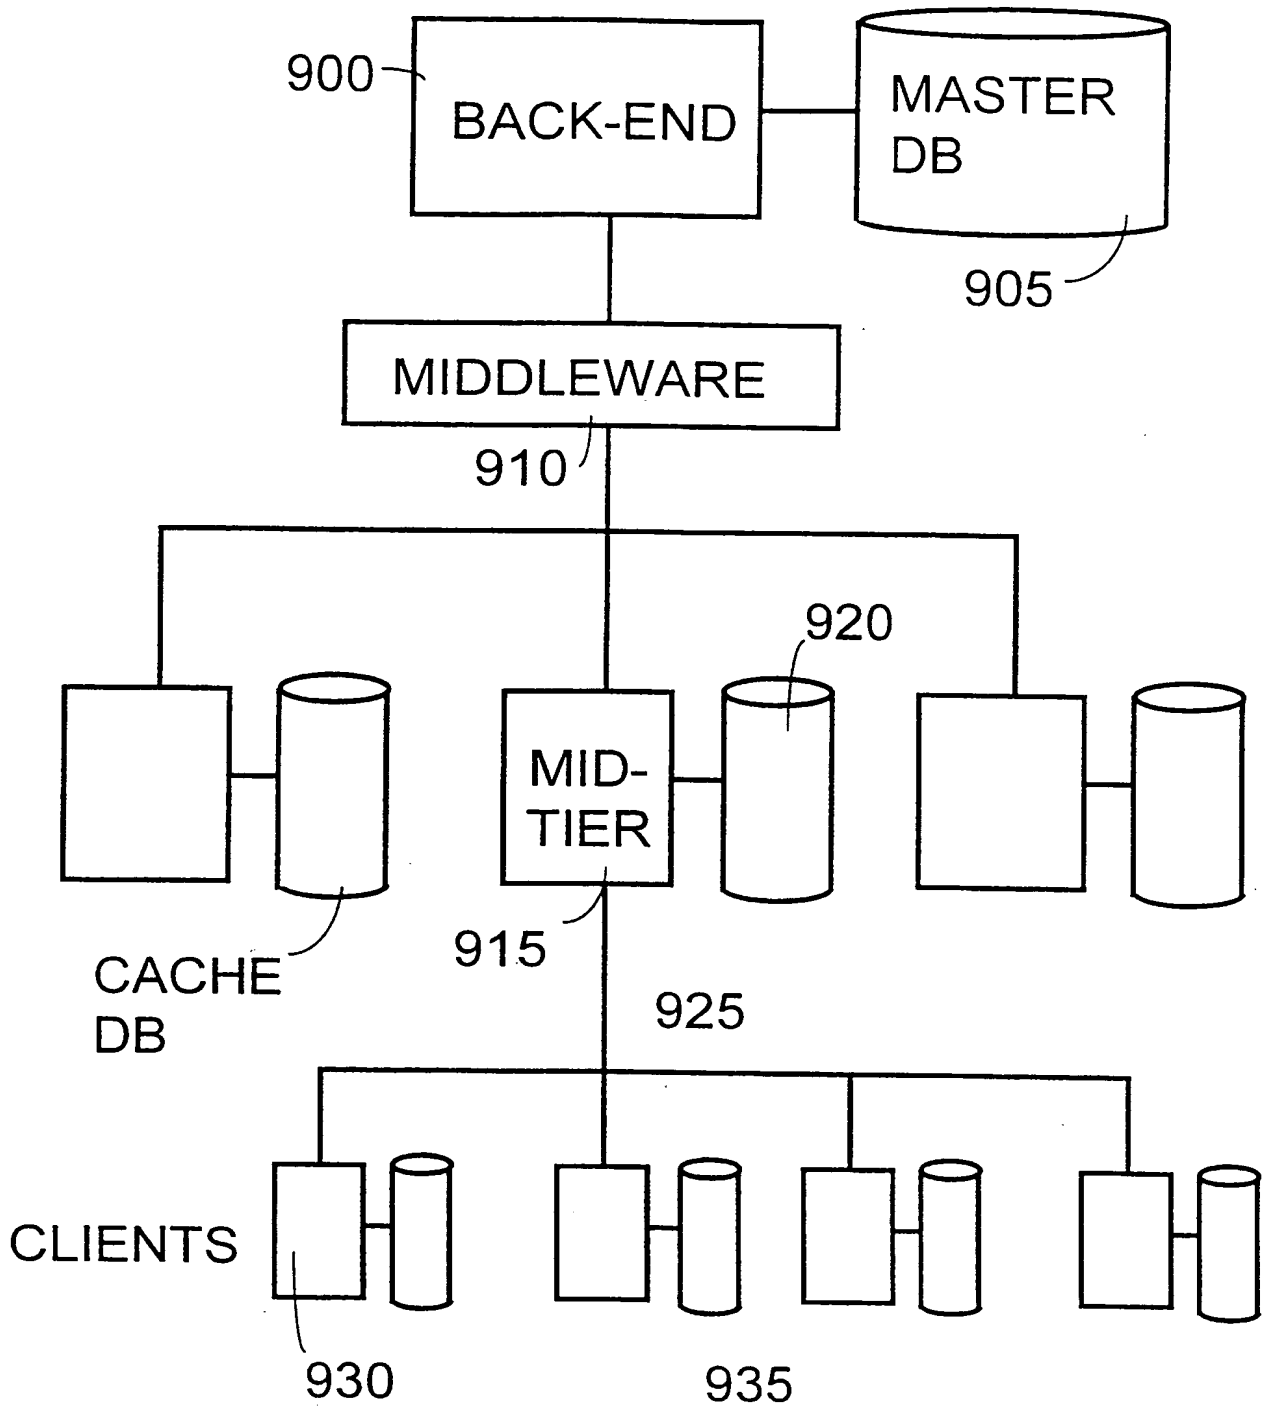 900
BACK-END
MASTER
DB
905
MIDDLEWARE
910
920
MID-
TIER
915
CACHE
DB
925
CLIENTS
930
935